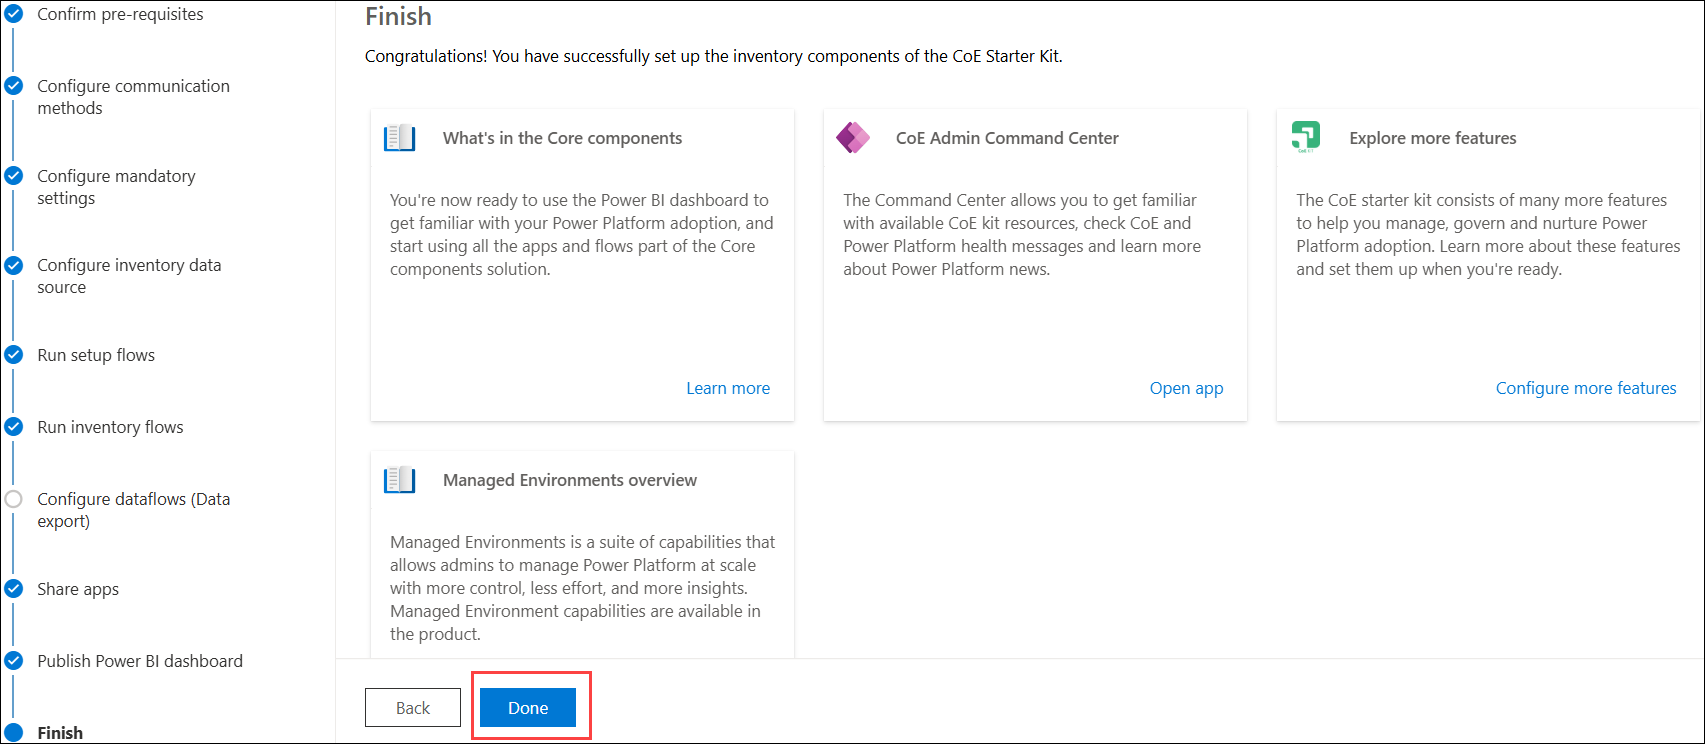 Confirm pre-requisites
Configure communication
methods
Configure mandatory
settings
Configure inventory data
source
Run setup flows
Run inventory flows
Configure dataflows (Data
export)
Share apps
Publish Power BI dashboard
Finish
Finish
Congratulations! You have successfully set up the inventory components of the CoE Starter Kit.
What's in the Core components
You're now ready to use the Power BI dashboard to
get familiar with your Power Platform adoption, and
start using all the apps and flows part of the Core
components solution.
Learn more
CoE Admin Command Center
The Command Center allows you to get familiar
with available CoE kit resources, check CoE and
Power Platform health messages and learn more
about Power Platform news.
Open app
Explore more features
The CoE starter kit consists of many more features
to help you manage, govern and nurture Power
Platform adoption. Learn more about these features
and set them up when you're ready.
Configure more features
Managed Environments overview
Managed Environments is a suite of capabilities that
allows admins to manage Power Platform at scale
with more control, less effort, and more insights.
Managed Environment capabilities are available in
the product.
Back
Done